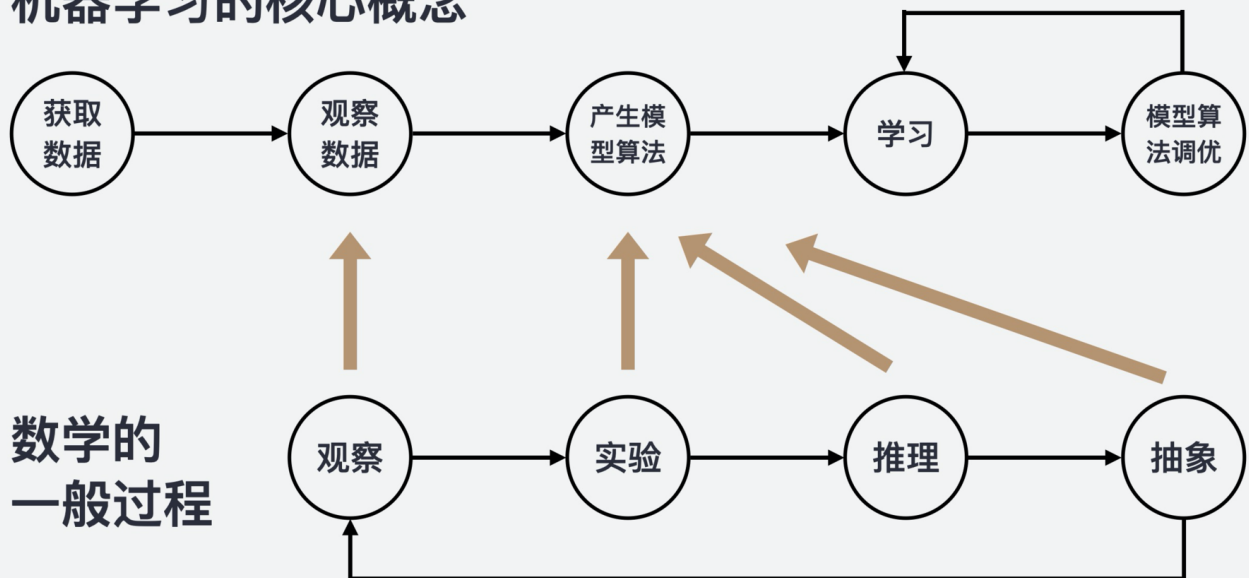 机器学习的核心概念
获取
数据
观察
数据
产生模
型算法
学习
模型算
法调优
数学的
一般过程
观察
实验
推理
抽象